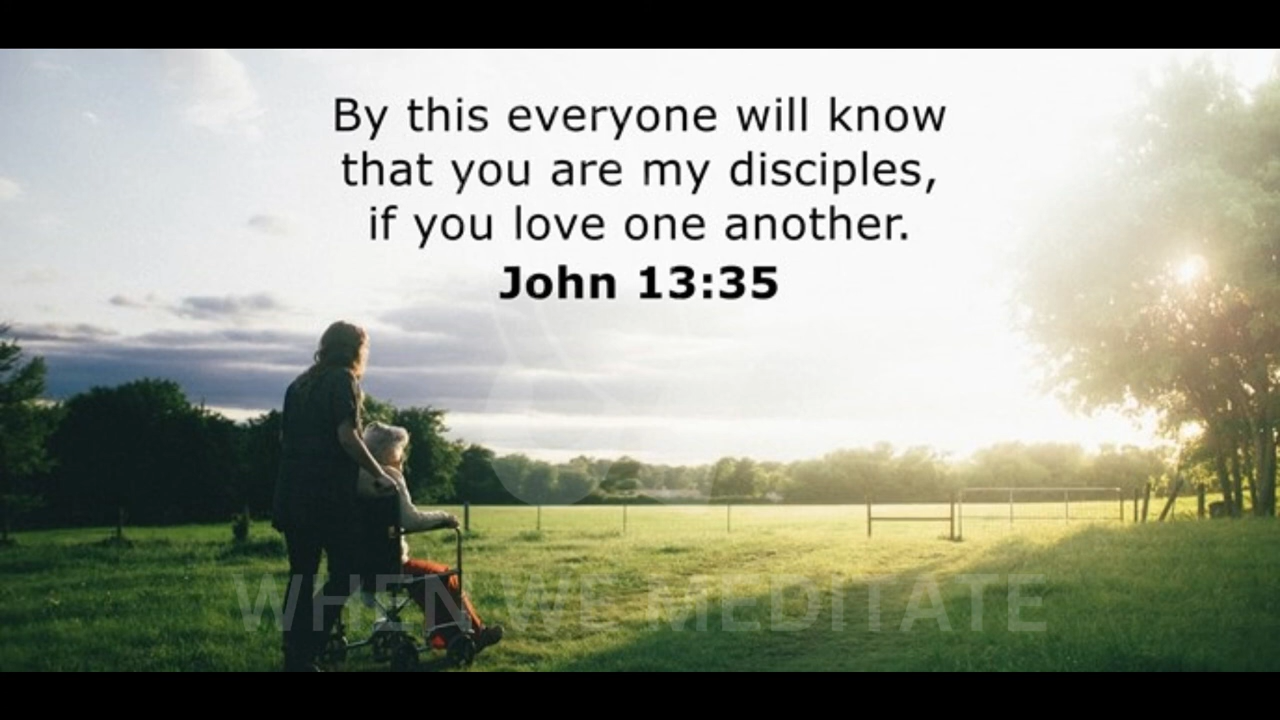 By this everyone will know
that you are my disciples,
if you love one another.
John 13:35
WHEN WE MEDITATE